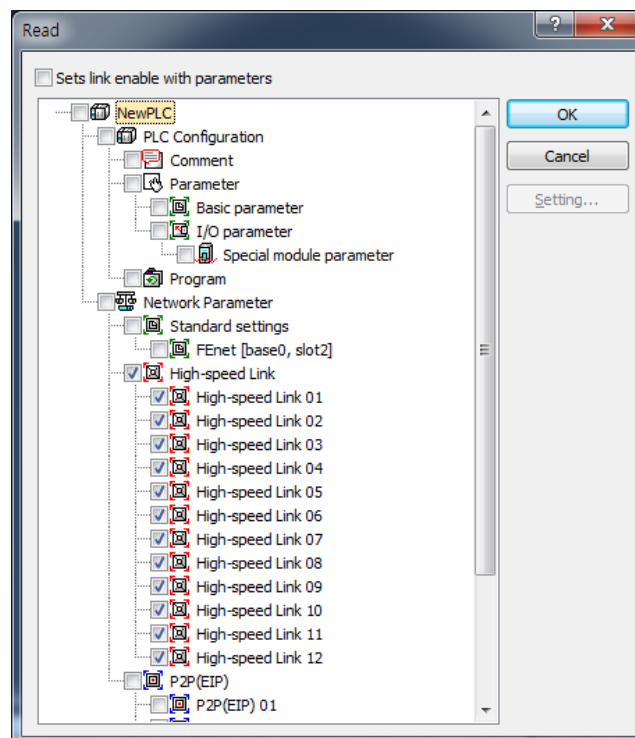 Read
Sets link enable with parameters
NewPLC
PLC Configuration
Comment
Parameter
Basic parameter
I/O parameter
Special module parameter
Program
Network Parameter
Standard settings
FEnet [base0, slot2]
High-speed Link
High-speed Link 01
High-speed Link 02
High-speed Link 03
High-speed Link 04
High-speed Link 05
High-speed Link 06
High-speed Link 07
High-speed Link 08
High-speed Link 09
High-speed Link 10
High-speed Link 11
High-speed Link 12
P2P(EIP)
P2P(EIP) 01
OK
Cancel
Setting...